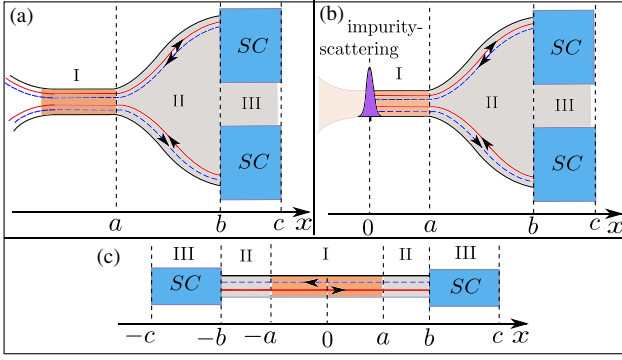 (a)
I
II
SC
III
SC
a
b
c
x
(b)
impurity-
scattering
I
II
SC
III
SC
0
a
b
c
x
(c)
III
II
I
II
III
SC
SC
−c
−b
−a
0
a
b
c
x